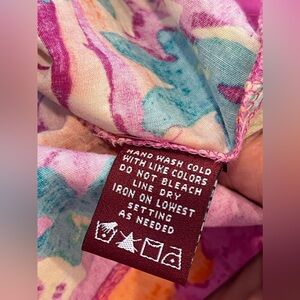 HAND WASH COLD
WITH LIKE COLORS
DO NOT BLEACH
LINE DRY
IRON ON LOWEST
SETTING
AS NEEDED